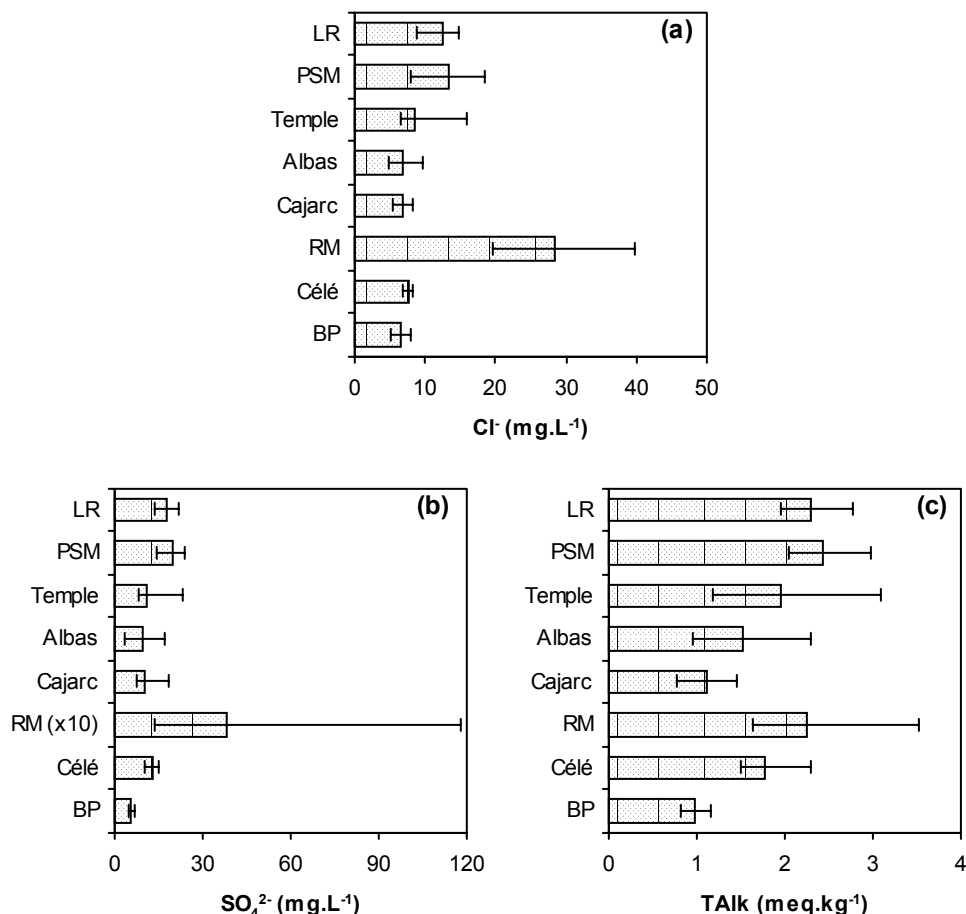 (a)
LR
PSM
Temple
Albas
Cajarc
RM
Célé
BP
0 10 20 30 40 50
Cl⁻ (mg.L⁻¹)
(b)
LR
PSM
Temple
Albas
Cajarc
RM (x10)
Célé
BP
0 30 60 90 120
SO₄²⁻ (mg.L⁻¹)
(c)
LR
PSM
Temple
Albas
Cajarc
RM
Célé
BP
0 1 2 3 4
TAlk (meq.kg⁻¹)